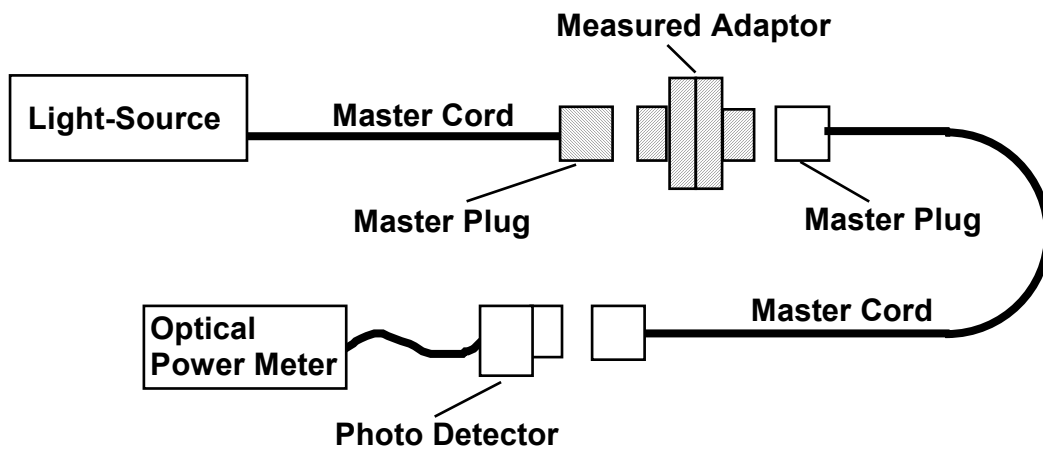 Measured Adaptor
Light-Source
Master Cord
Master Plug
Master Plug
Optical
Power Meter
Master Cord
Photo Detector